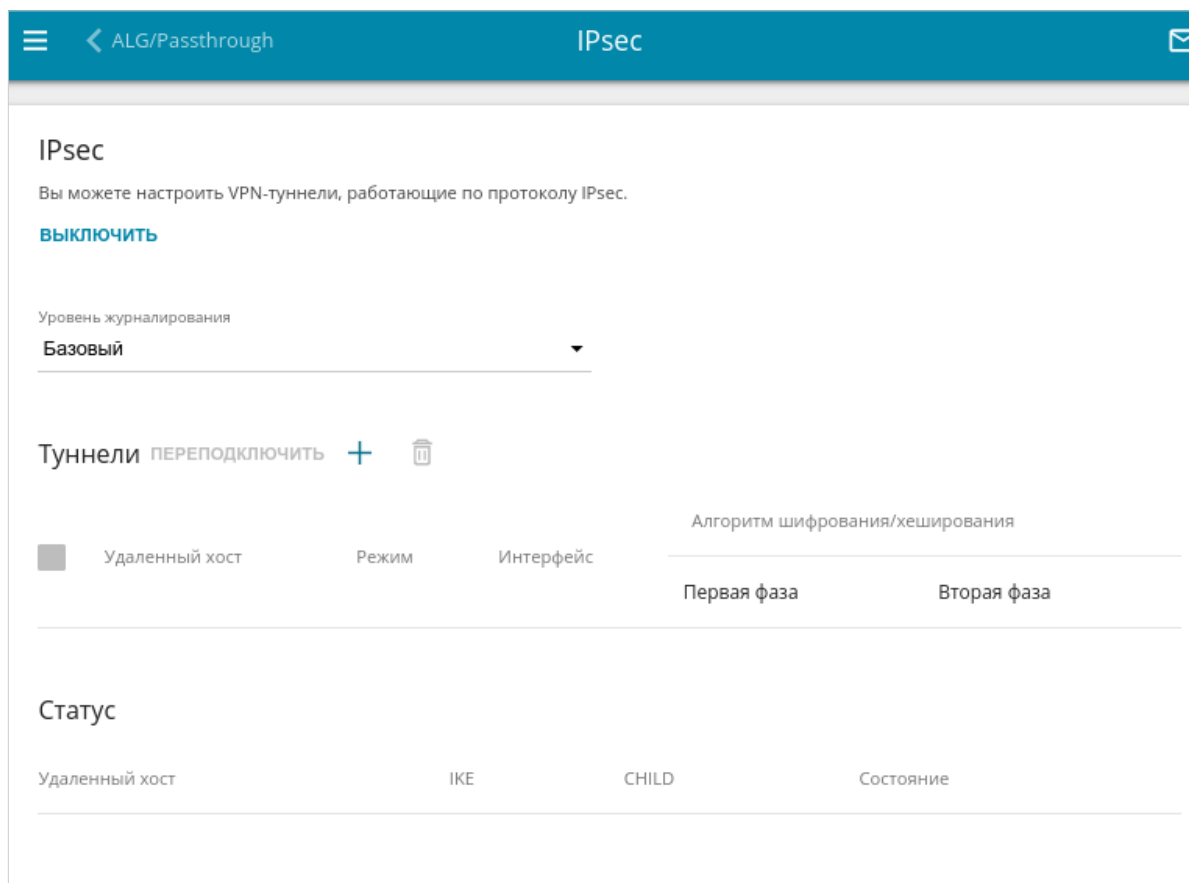 ALG/Passthrough
IPsec
IPsec
Вы можете настроить VPN-туннели, работающие по протоколу IPsec.
ВЫКЛЮЧИТЬ
Уровень журналирования
Базовый
Туннели ПЕРЕПОДКЛЮЧИТЬ
Алгоритм шифрования/хеширования
Удаленный хост Режим Интерфейс
Первая фаза Вторая фаза
Статус
Удаленный хост IKE CHILD Состояние